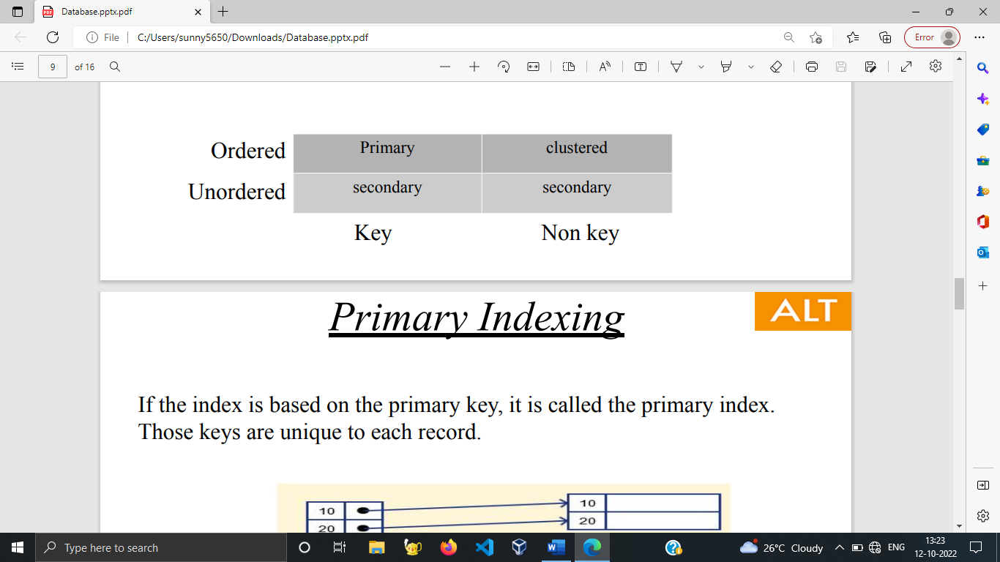 Database.pptx.pdf
File
C:/Users/sunny5650/Downloads/Database.pptx.pdf
Error
9 of 16
Ordered Primary clustered
Unordered secondary secondary
Key Non key
Primary Indexing
ALT
If the index is based on the primary key, it is called the primary index.
Those keys are unique to each record.
10 10
20 20
Type here to search
26°C Cloudy
ENG
13:23
12-10-2022